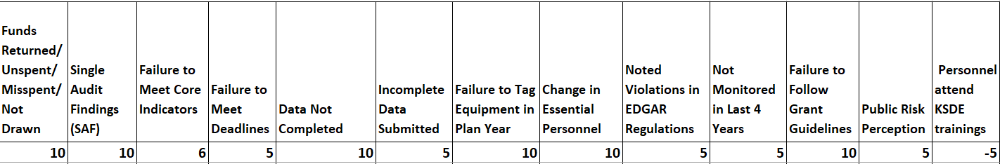 Funds
Returned/
Unspent/
Misspent/
Not
Drawn
Single
Audit
Findings
(SAF)
Failure to
Meet Core
Indicators
Failure to
Meet
Deadlines
Data Not
Completed
Incomplete
Data
Submitted
Failure to Tag
Equipment in
Plan Year
Change in
Essential
Personnel
Noted
Violations in
EDGAR
Regulations
Not
Monitored
in Last 4
Years
Failure to
Follow
Grant
Guidelines
Public Risk
Perception
Personnel
attend
KSDE
trainings
10 10 6 5 10 5 10 10 5 5 10 5 -5